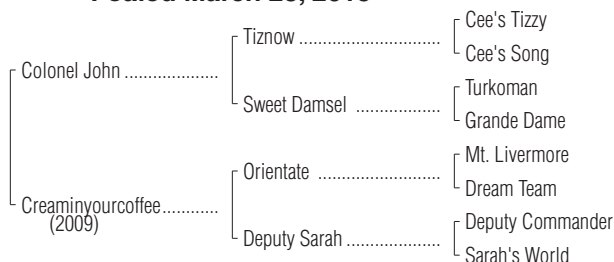 Cee's Tizzy
Tiznow ..................................
Cee's Song
Colonel John ......................
Turkoman
Sweet Damsel ....................
Grande Dame
Mt. Livermore
Orientate .............................
Dream Team
Creaminyourcoffee.............
(2009)
Deputy Commander
Deputy Sarah ......................
Sarah's World